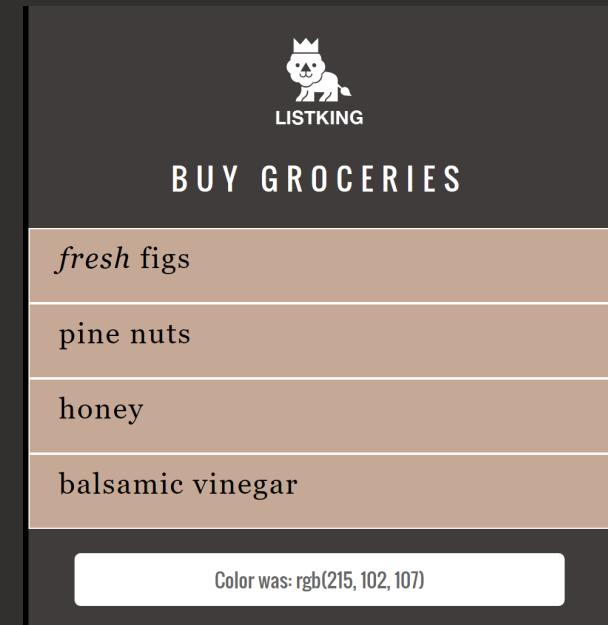 LISTKING
BUY GROCERIES
fresh figs
pine nuts
honey
balsamic vinegar
Color was: rgb(215, 102, 107)